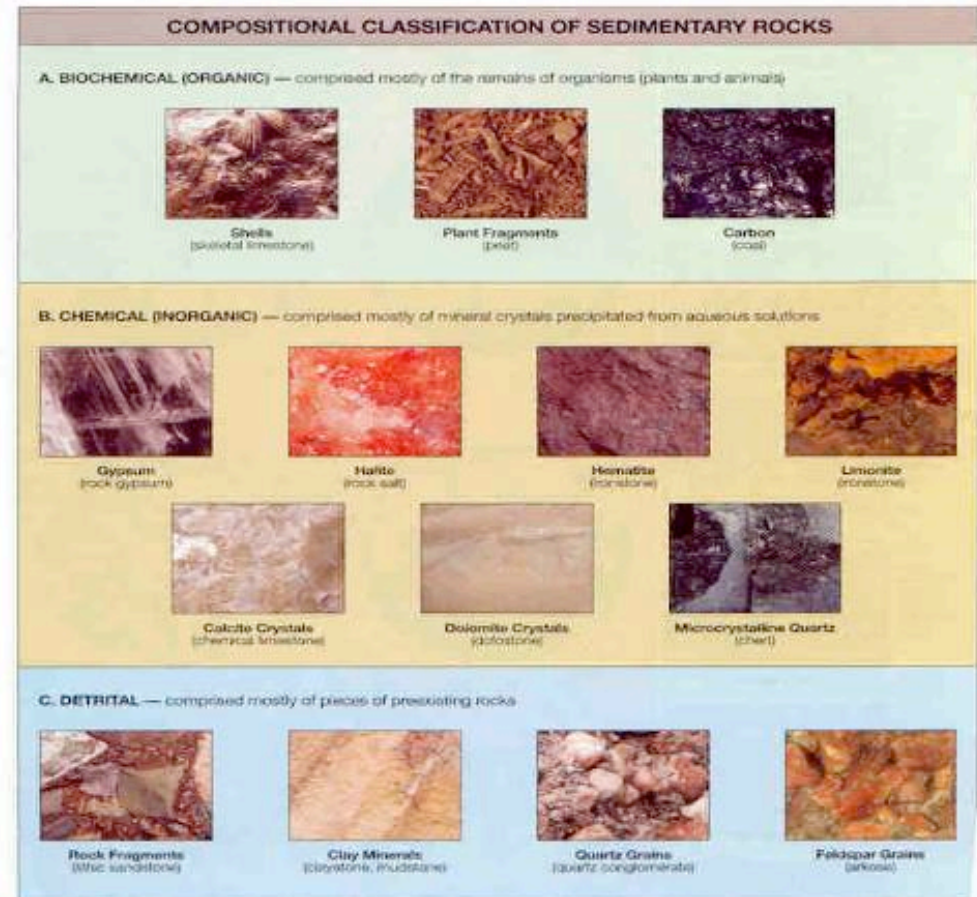 COMPOSITIONAL CLASSIFICATION OF SEDIMENTARY ROCKS
A. BIOCHEMICAL (ORGANIC) — comprised mostly of the remains of organisms (plants and animals)
Shells
(skeletal limestone)
Plant Fragments
(peat)
Carbon
(coal)
B. CHEMICAL (INORGANIC) — comprised mostly of mineral crystals precipitated from aqueous solutions
Gypsum
(rock gypsum)
Halite
(rock salt)
Hematite
(ironstone)
Limonite
(ironstone)
Calcite Crystals
(chemical limestone)
Dolomite Crystals
(dolostone)
Microcrystalline Quartz
(chert)
C. DETRITAL — comprised mostly of pieces of preexisting rocks
Rock Fragments
(lithic sandstone)
Clay Minerals
(claystone, mudstone)
Quartz Grains
(quartz conglomerate)
Feldspar Grains
(arkose)